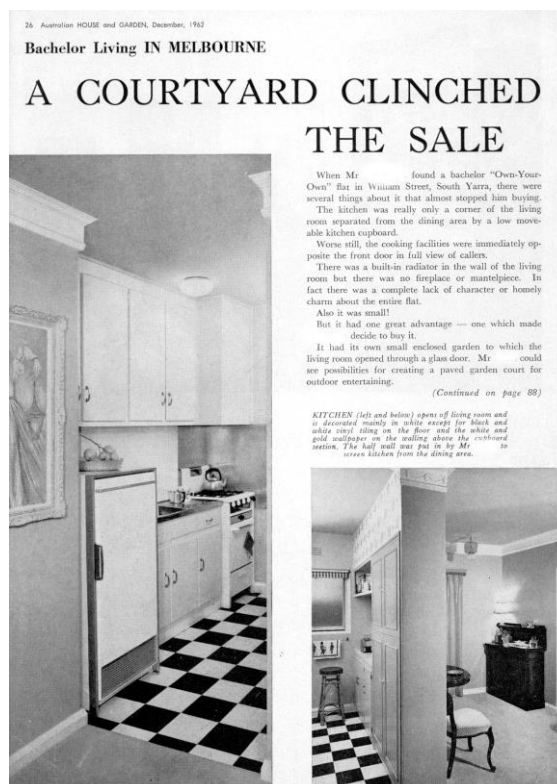 26 Australian HOUSE and GARDEN, December, 1962
Bachelor Living IN MELBOURNE
A COURTYARD CLINCHED
THE SALE
When Mr found a bachelor "Own-Your-
Own" flat in William Street, South Yarra, there were
several things about it that almost stopped him buying.
The kitchen was really only a corner of the living
room separated from the dining area by a low move-
able kitchen cupboard.
Worse still, the cooking facilities were immediately op-
posite the front door in full view of callers.
There was a built-in radiator in the wall of the living
room but there was no fireplace or mantelpiece. In
fact there was a complete lack of character or homely
charm about the entire flat.
Also it was small!
But it had one great advantage — one which made
decide to buy it.
It had its own small enclosed garden to which the
living room opened through a glass door. Mr could
see possibilities for creating a paved garden court for
outdoor entertaining.
(Continued on page 88)
KITCHEN (left and below) opens off living room and
is decorated mainly in white except for black and
white vinyl tiling on the floor and the white and
gold wallpaper on the walling above the cupboard
section. The half wall was put in by Mr to
screen kitchen from the dining area.